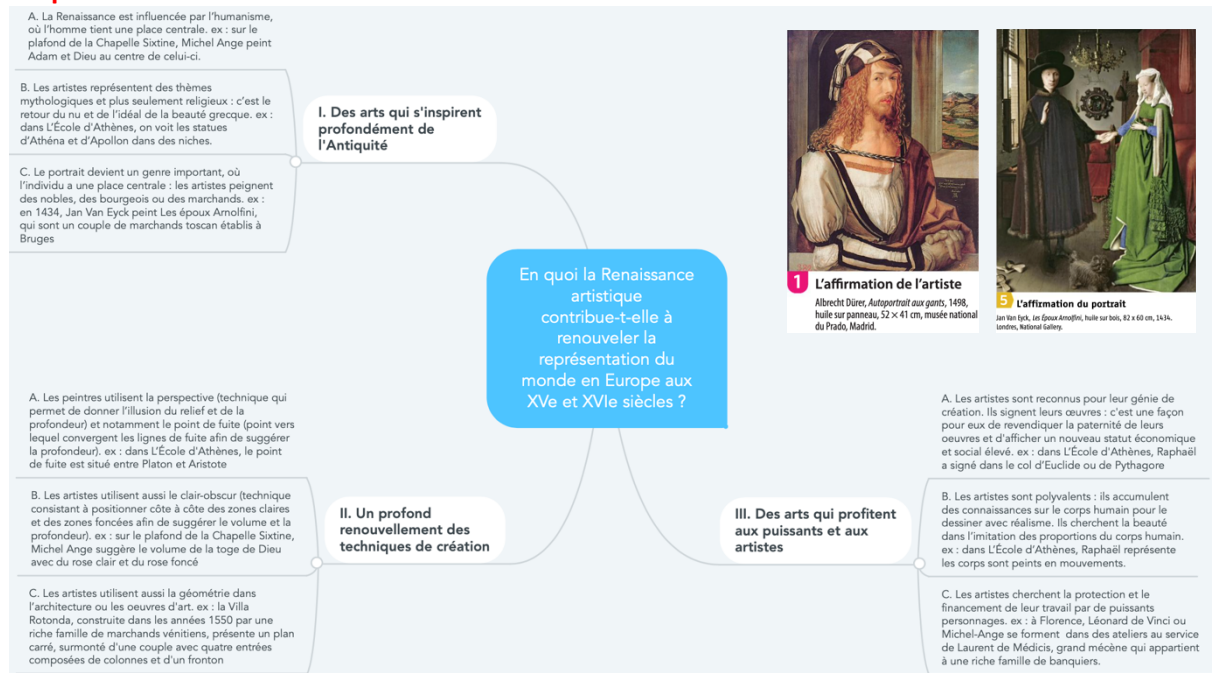 A. La Renaissance est influencée par l'humanisme,
où l'homme tient une place centrale. ex : sur le
plafond de la Chapelle Sixtine, Michel Ange peint
Adam et Dieu au centre de celui-ci.
B. Les artistes représentent des thèmes
mythologiques et plus seulement religieux : c'est le
retour du nu et de l'idéal de la beauté grecque. ex :
dans L'École d'Athènes, on voit les statues
d'Athéna et d'Apollon dans des niches.
C. Le portrait devient un genre important, où
l'individu a une place centrale : les artistes peignent
des nobles, des bourgeois ou des marchands. ex :
en 1434, Jan Van Eyck peint Les époux Arnolfini,
qui sont un couple de marchands toscan établis à
Bruges
I. Des arts qui s'inspirent
profondément de
l'Antiquité
1 L'affirmation de l'artiste
Albrecht Dürer, Autoportrait aux gants, 1498,
huile sur panneau, 52 × 41 cm, musée national
du Prado, Madrid.
5 L'affirmation du portrait
Jan Van Eyck, Les Époux Arnolfini, huile sur bois, 82 x 60 cm, 1434.
Londres, National Gallery.
En quoi la Renaissance
artistique
contribue-t-elle à
renouveler la
représentation du
monde en Europe aux
XVe et XVIe siècles ?
A. Les peintres utilisent la perspective (technique qui
permet de donner l'illusion du relief et de la
profondeur) et notamment le point de fuite (point vers
lequel convergent les lignes de fuite afin de suggérer
la profondeur). ex : dans L'École d'Athènes, le point
de fuite est situé entre Platon et Aristote
B. Les artistes utilisent aussi le clair-obscur (technique
consistant à positionner côte à côte des zones claires
et des zones foncées afin de suggérer le volume et la
profondeur). ex : sur le plafond de la Chapelle Sixtine,
Michel Ange suggère le volume de la toge de Dieu
avec du rose clair et du rose foncé
C. Les artistes utilisent aussi la géométrie dans
l'architecture ou les oeuvres d'art. ex : la Villa
Rotonda, construite dans les années 1550 par une
riche famille de marchands vénitiens, présente un plan
carré, surmonté d'une couple avec quatre entrées
composées de colonnes et d'un fronton
II. Un profond
renouvellement des
techniques de création
III. Des arts qui profitent
aux puissants et aux
artistes
A. Les artistes sont reconnus pour leur génie de
création. Ils signent leurs œuvres : c'est une façon
pour eux de revendiquer la paternité de leurs
oeuvres et d'afficher un nouveau statut économique
et social élevé. ex : dans L'École d'Athènes, Raphaël
a signé dans le col d'Euclide ou de Pythagore
B. Les artistes sont polyvalents : ils accumulent
des connaissances sur le corps humain pour le
dessiner avec réalisme. Ils cherchent la beauté
dans l'imitation des proportions du corps humain.
ex : dans L'École d'Athènes, Raphaël représente
les corps sont peints en mouvements.
C. Les artistes cherchent la protection et le
financement de leur travail par de puissants
personnages. ex : à Florence, Léonard de Vinci ou
Michel-Ange se forment dans des ateliers au service
de Laurent de Médicis, grand mécène qui appartient
à une riche famille de banquiers.